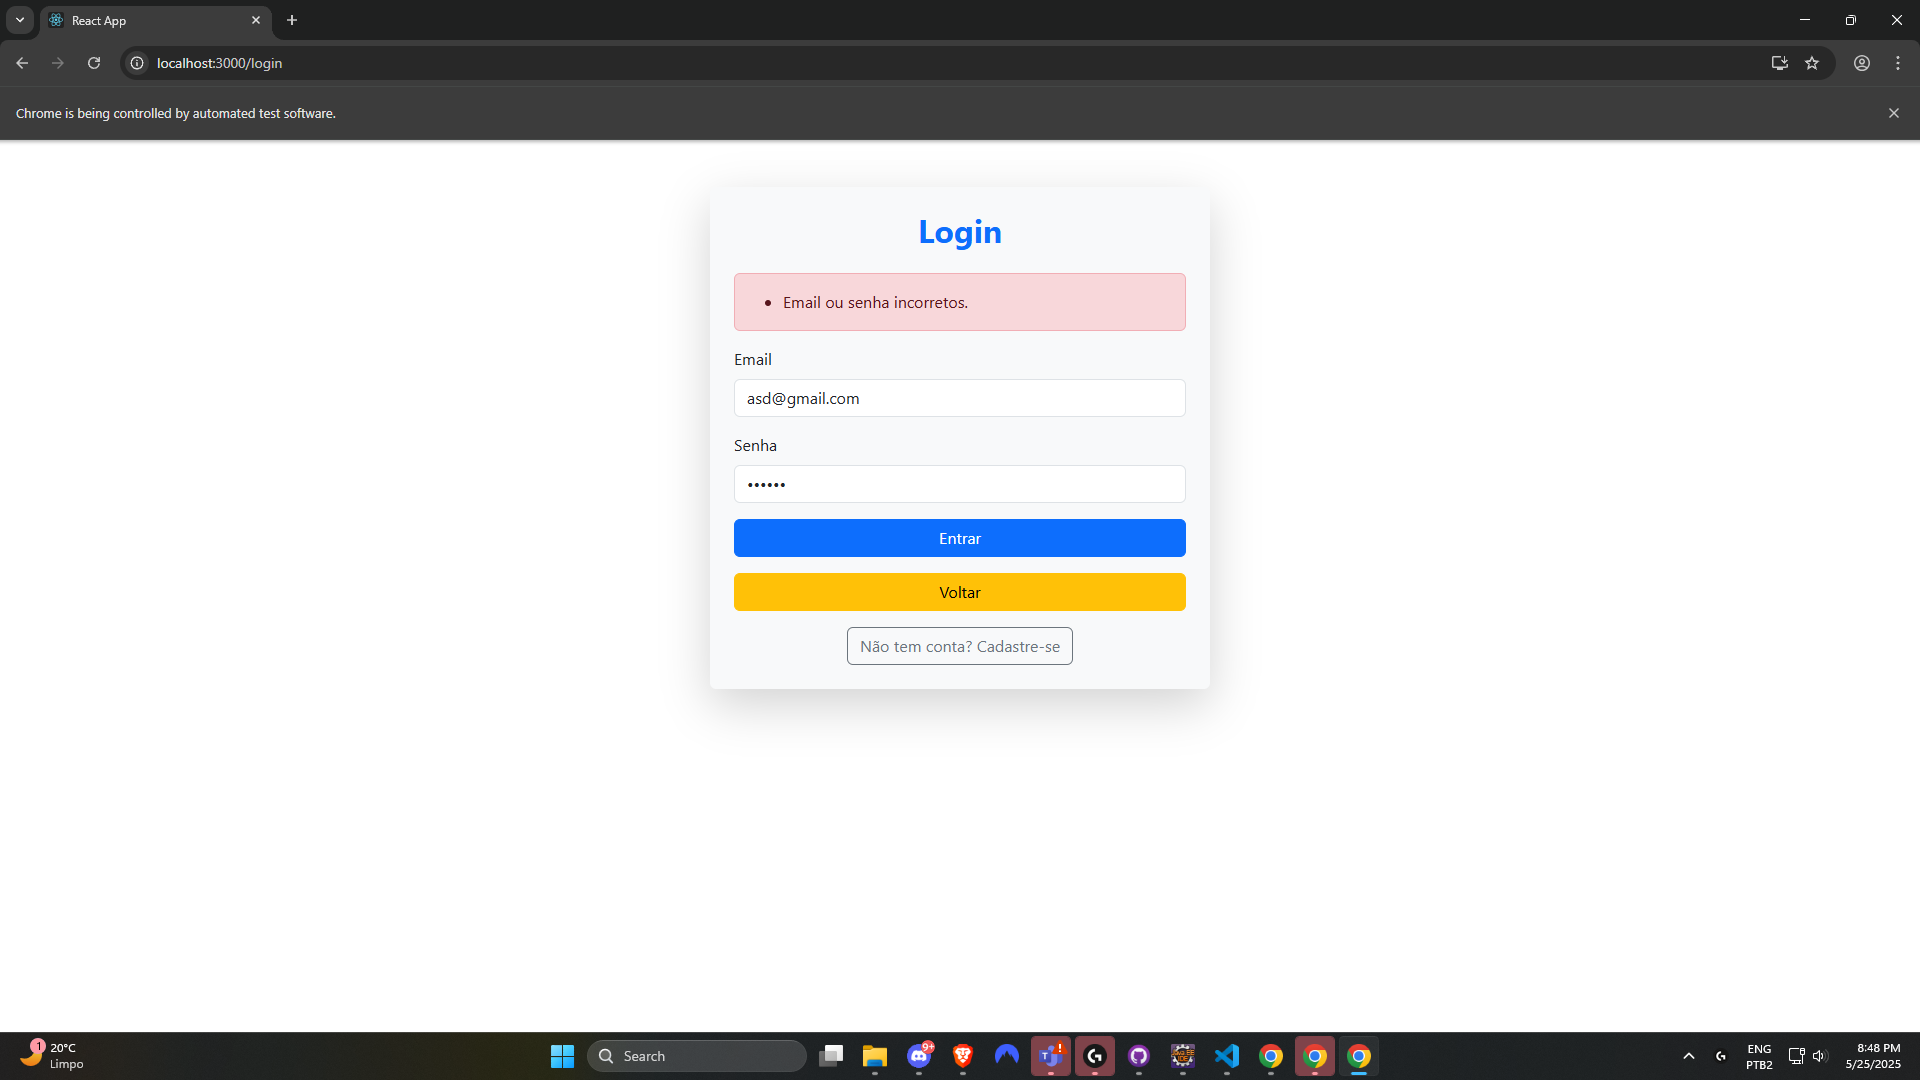 React App
localhost:3000/login
Chrome is being controlled by automated test software.
Login
Email ou senha incorretos.
Email
asd@gmail.com
Senha
Entrar
Voltar
Não tem conta? Cadastre-se
1
20°C
Limpo
Search
9+
ENG
PTB2
8:48 PM
5/25/2025